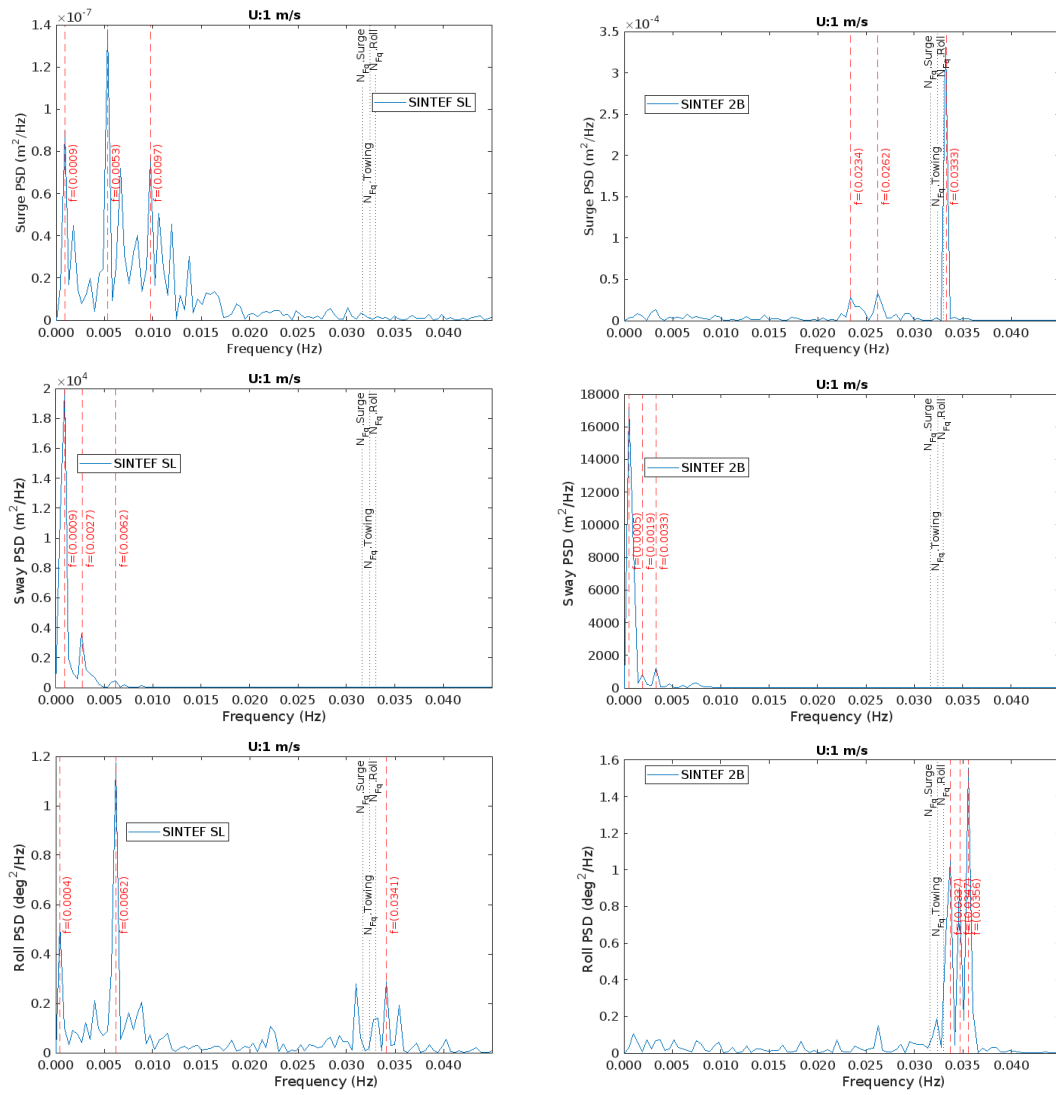 U:1 m/s
×10^-7
1.4
1.2
1
0.8
0.6
0.4
0.2
0
Surge PSD (m^2/Hz)
SINTEF SL
f=(0.0009)
f=(0.0053)
f=(0.0097)
N_Fq.Surge
N_Fq.Towing
N_Fq.Roll
0.000 0.005 0.010 0.015 0.020 0.025 0.030 0.035 0.040
Frequency (Hz)
U:1 m/s
×10^-4
3.5
3
2.5
2
1.5
1
0.5
0
Surge PSD (m^2/Hz)
SINTEF 2B
f=(0.0234)
f=(0.0262)
f=(0.0333)
N_Fq.Surge
N_Fq.Towing
N_Fq.Roll
0.000 0.005 0.010 0.015 0.020 0.025 0.030 0.035 0.040
Frequency (Hz)
U:1 m/s
×10^4
2
1.8
1.6
1.4
1.2
1
0.8
0.6
0.4
0.2
0
Sway PSD (m^2/Hz)
SINTEF SL
f=(0.0009)
f=(0.0027)
f=(0.0062)
N_Fq.Surge
N_Fq.Towing
N_Fq.Roll
0.000 0.005 0.010 0.015 0.020 0.025 0.030 0.035 0.040
Frequency (Hz)
U:1 m/s
18000
16000
14000
12000
10000
8000
6000
4000
2000
0
Sway PSD (m^2/Hz)
SINTEF 2B
f=(0.0005)
f=(0.0019)
f=(0.0033)
N_Fq.Surge
N_Fq.Towing
N_Fq.Roll
0.000 0.005 0.010 0.015 0.020 0.025 0.030 0.035 0.040
Frequency (Hz)
U:1 m/s
1.2
1
0.8
0.6
0.4
0.2
0
Roll PSD (deg^2/Hz)
SINTEF SL
f=(0.0004)
f=(0.0062)
f=(0.0341)
N_Fq.Surge
N_Fq.Towing
N_Fq.Roll
0.000 0.005 0.010 0.015 0.020 0.025 0.030 0.035 0.040
Frequency (Hz)
U:1 m/s
1.6
1.4
1.2
1
0.8
0.6
0.4
0.2
0
Roll PSD (deg^2/Hz)
SINTEF 2B
f=(0.0337)
f=(0.0347)
f=(0.0356)
N_Fq.Surge
N_Fq.Towing
N_Fq.Roll
0.000 0.005 0.010 0.015 0.020 0.025 0.030 0.035 0.040
Frequency (Hz)